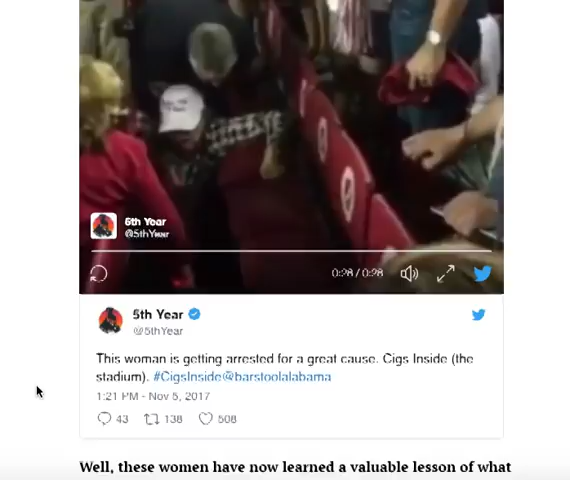 5th Year
@5thYear
0:28 / 0:28
5th Year
@5thYear
This woman is getting arrested for a great cause. Cigs Inside (the
stadium). #CigsInside@barstoolalabama
1:21 PM - Nov 5, 2017
43 138 508
Well, these women have now learned a valuable lesson of what